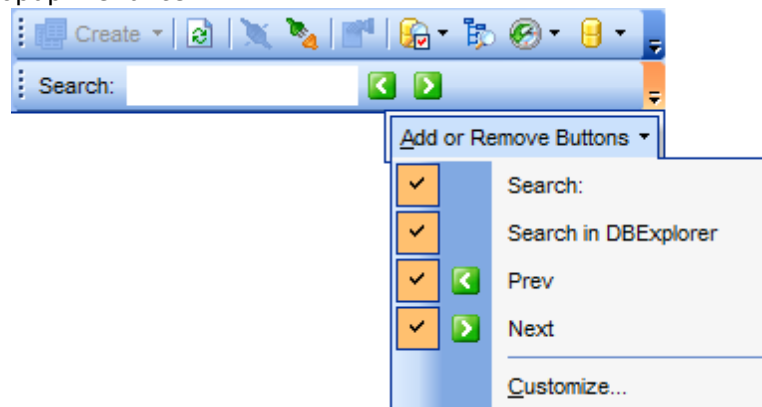 Create
Search:
Add or Remove Buttons
Search:
Search in DBExplorer
Prev
Next
Customize...